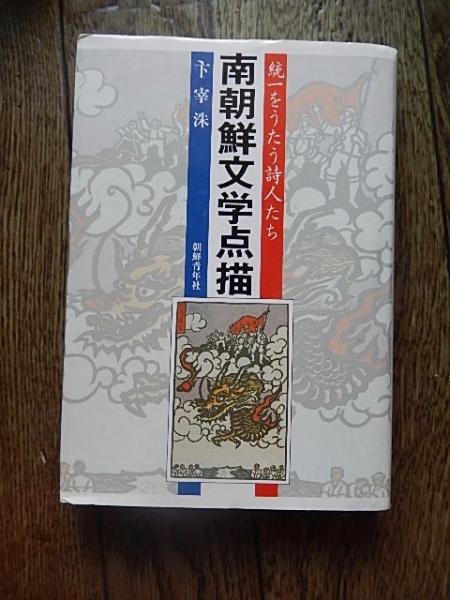 統一をうたう詩人たち
南朝鮮文学点描
卞宰洙
朝鮮青年社